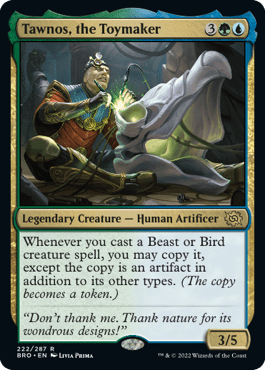 Tawnos, the Toymaker 3
Legendary Creature — Human Artificer
Whenever you cast a Beast or Bird
creature spell, you may copy it,
except the copy is an artifact in
addition to its other types. (The copy
becomes a token.)
“Don’t thank me. Thank nature for its
wondrous designs!”
3/5
222/287 R
BRO • EN LIVIA PRIMA
™ & © 2022 Wizards of the Coast